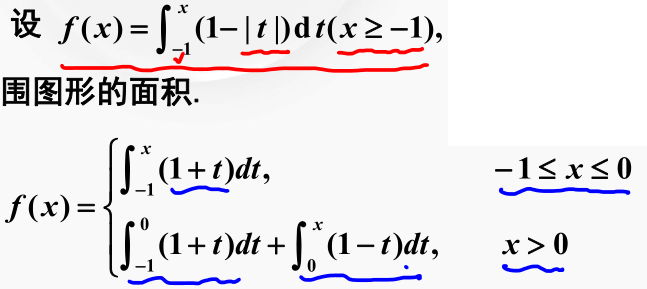 设 f(x) = ∫_{-1}^{x} (1-|t|)dt (x ≥ -1),
围图形的面积.
f(x) = { ∫_{-1}^{x} (1+t)dt, -1 ≤ x ≤ 0
∫_{-1}^{0} (1+t)dt + ∫_{0}^{x} (1-t)dt, x > 0